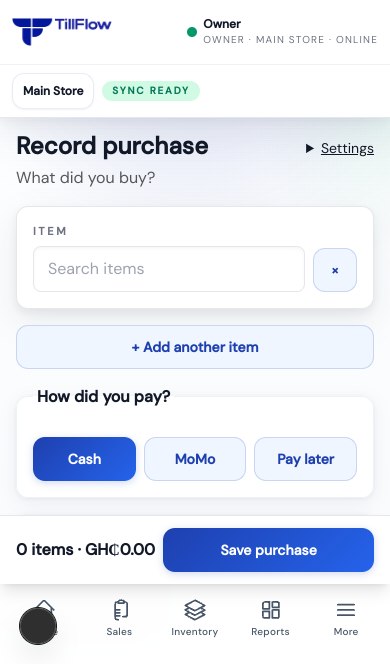 TillFlow
Owner
OWNER · MAIN STORE · ONLINE
Main Store
SYNC READY
Record purchase
▶ Settings
What did you buy?
ITEM
Search items
×
+ Add another item
How did you pay?
Cash
MoMo
Pay later
0 items · GH₵0.00
Save purchase
Sales
Inventory
Reports
More